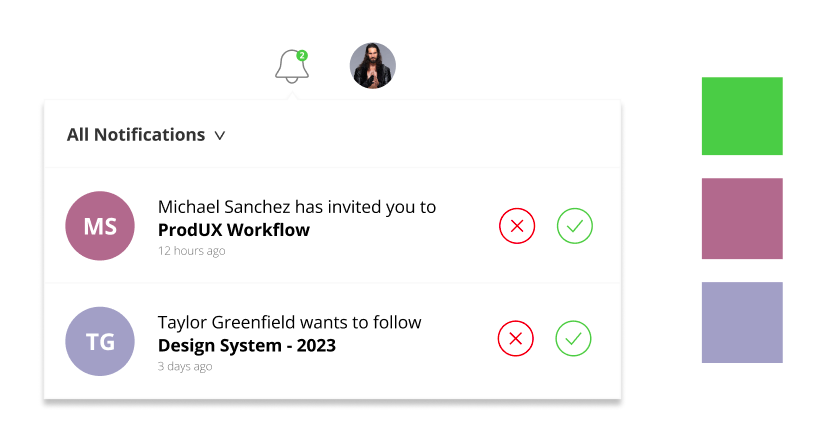 2
All Notifications
MS
Michael Sanchez has invited you to
ProdUX Workflow
12 hours ago
TG
Taylor Greenfield wants to follow
Design System - 2023
3 days ago